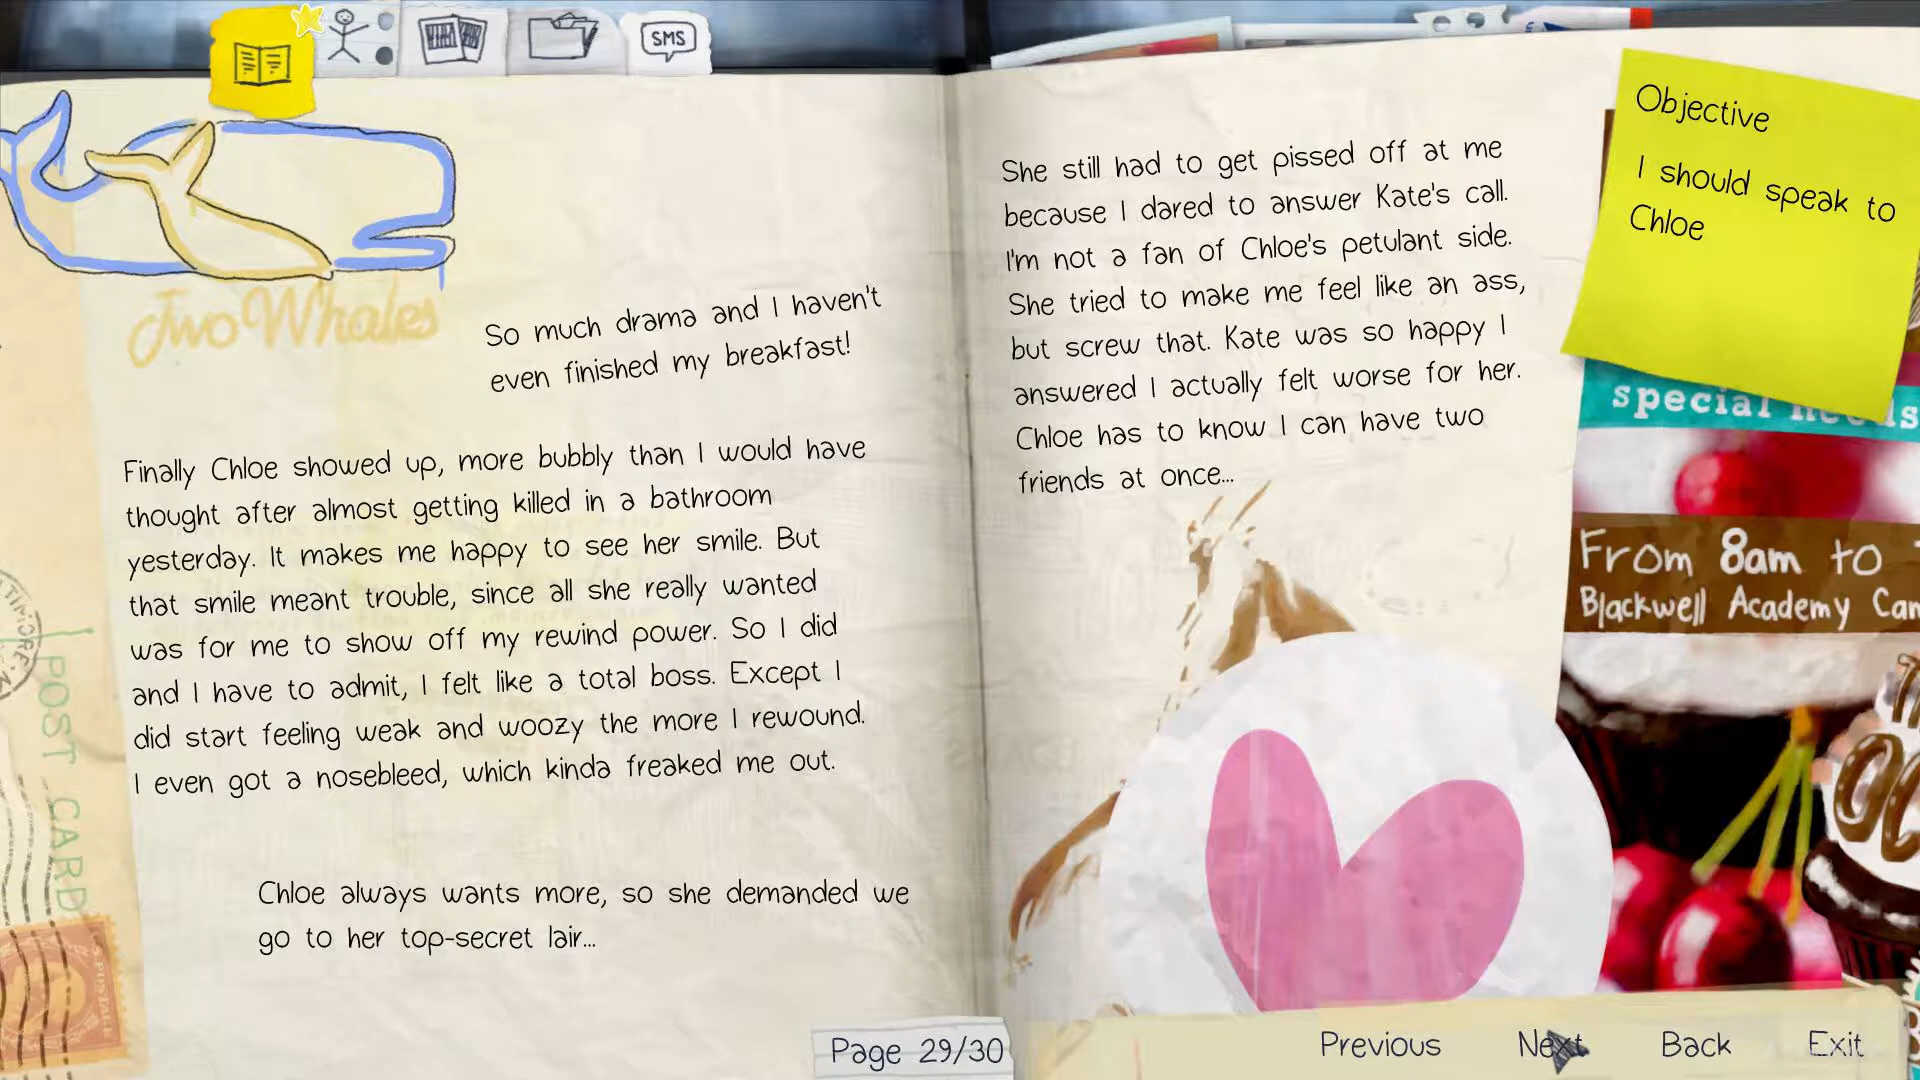 SMS
Two Whales
So much drama and I haven't
even finished my breakfast!
Finally Chloe showed up, more bubbly than I would have
thought after almost getting killed in a bathroom
yesterday. It makes me happy to see her smile. But
that smile meant trouble, since all she really wanted
was for me to show off my rewind power. So I did
and I have to admit, I felt like a total boss. Except I
did start feeling weak and woozy the more I rewound.
I even got a nosebleed, which kinda freaked me out.
Chloe always wants more, so she demanded we
go to her top-secret lair...
POST CARD
She still had to get pissed off at me
because I dared to answer Kate's call.
I'm not a fan of Chloe's petulant side.
She tried to make me feel like an ass,
but screw that. Kate was so happy I
answered I actually felt worse for her.
Chloe has to know I can have two
friends at once...
Objective
I should speak to
Chloe
special
From 8am to
Blackwell Academy
Page 29/30
Previous
Next
Back
Exit